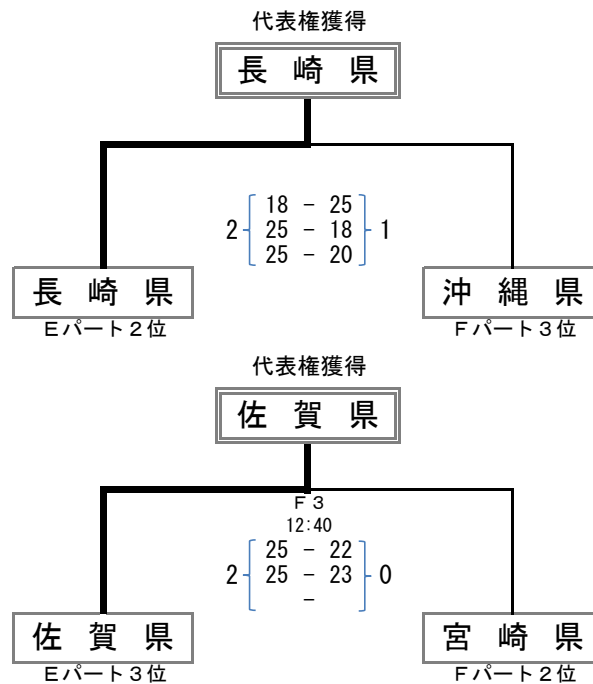 代表権獲得
長 崎 県
18 － 25
2 25 － 18 1
25 － 20
長 崎 県 沖 縄 県
Ｅパート２位 Ｆパート３位
代表権獲得
佐 賀 県
Ｆ３
12:40
25 － 22
2 25 － 23 0
－
佐 賀 県 宮 崎 県
Ｅパート３位 Ｆパート２位